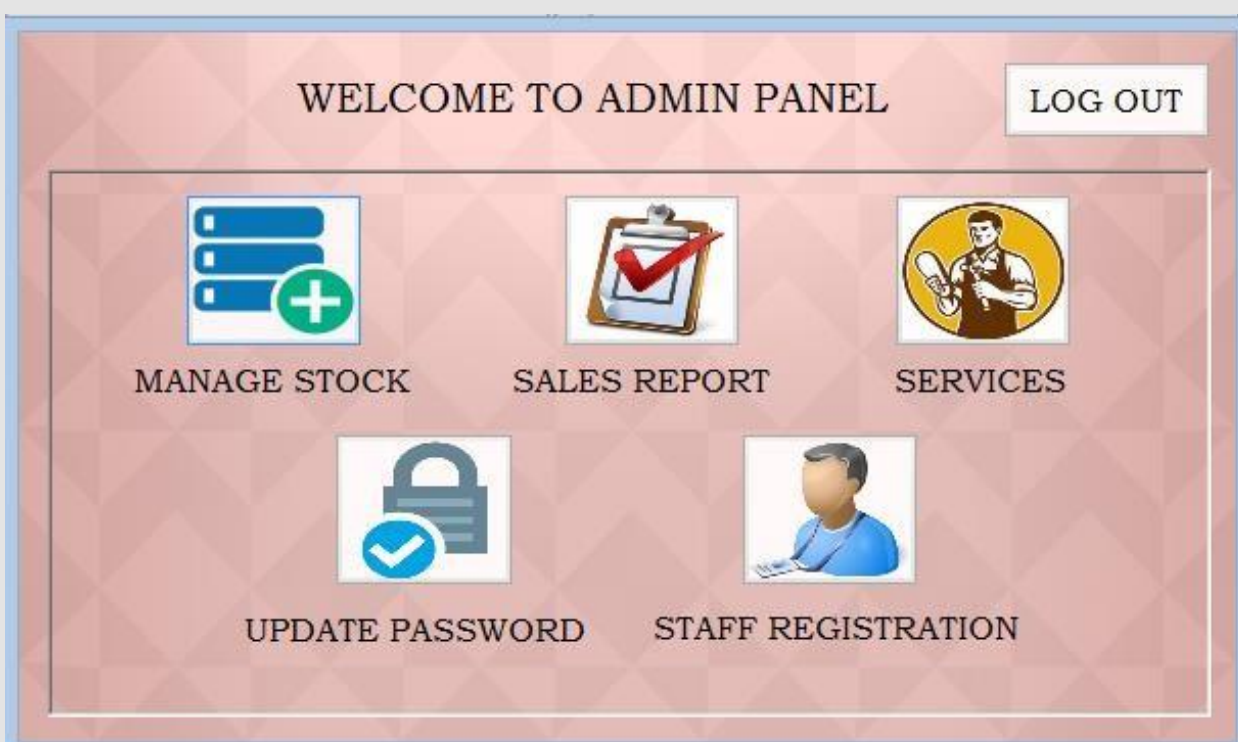 WELCOME TO ADMIN PANEL
LOG OUT
MANAGE STOCK
SALES REPORT
SERVICES
UPDATE PASSWORD
STAFF REGISTRATION